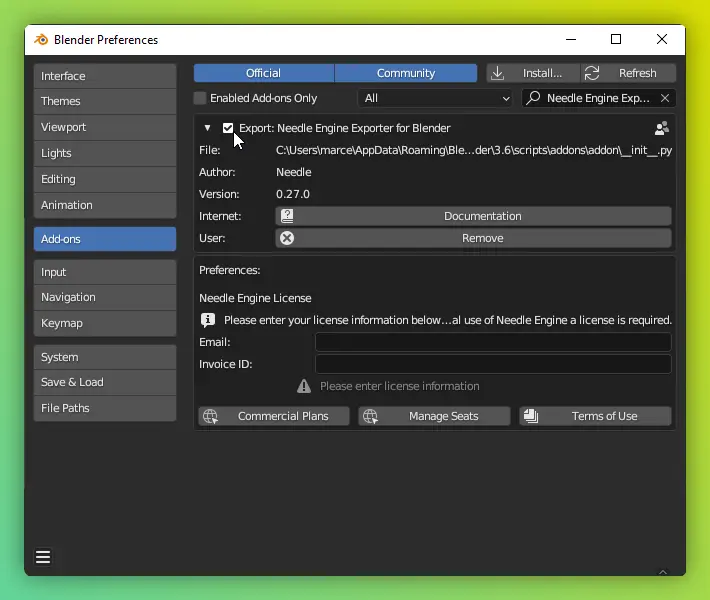 Blender Preferences
Interface
Themes
Viewport
Lights
Editing
Animation
Add-ons
Input
Navigation
Keymap
System
Save & Load
File Paths
Official Community Install... Refresh
Enabled Add-ons Only All Needle Engine Exp...
Export: Needle Engine Exporter for Blender
File: C:\Users\marce\AppData\Roaming\Ble...der\3.6\scripts\addons\addon\__init__.py
Author: Needle
Version: 0.27.0
Internet: Documentation
User: Remove
Preferences:
Needle Engine License
Please enter your license information below...al use of Needle Engine a license is required.
Email:
Invoice ID:
Please enter license information
Commercial Plans Manage Seats Terms of Use